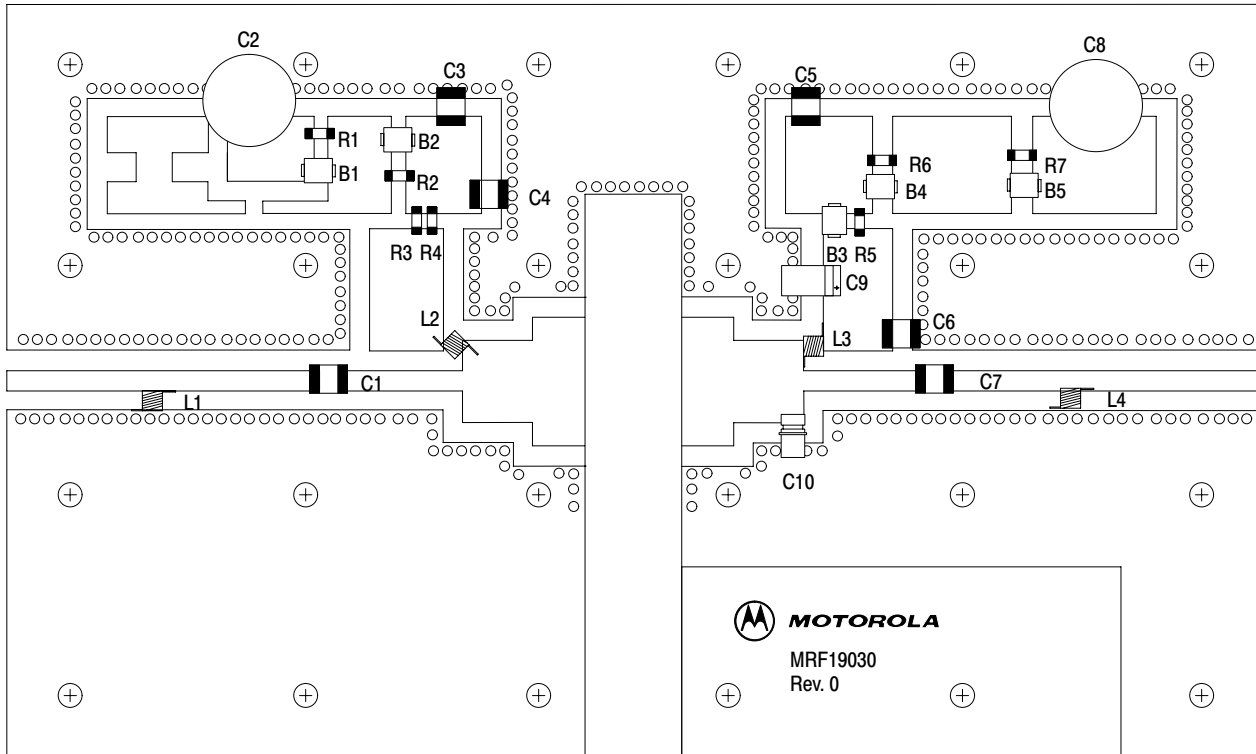 C2
C8
C3
C5
R1
B2
B1
R2
C4
R6
R7
B4
B5
R3 R4
B3 R5
C9
L2
C6
L3
C1
C7
L1
L4
C10
MOTOROLA
MRF19030
Rev. 0